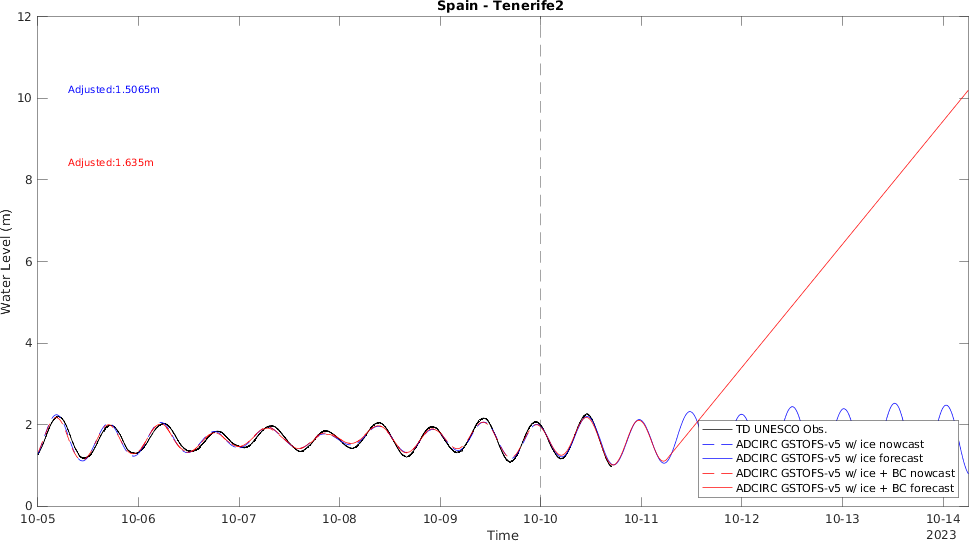 Spain - Tenerife2
12
10
8
6
4
2
0
Water Level (m)
Adjusted:1.5065m
Adjusted:1.635m
TD UNESCO Obs.
ADCIRC GSTOFS-v5 w/ ice nowcast
ADCIRC GSTOFS-v5 w/ ice forecast
ADCIRC GSTOFS-v5 w/ ice + BC nowcast
ADCIRC GSTOFS-v5 w/ ice + BC forecast
10-05 10-06 10-07 10-08 10-09 10-10 10-11 10-12 10-13 10-14
Time
2023